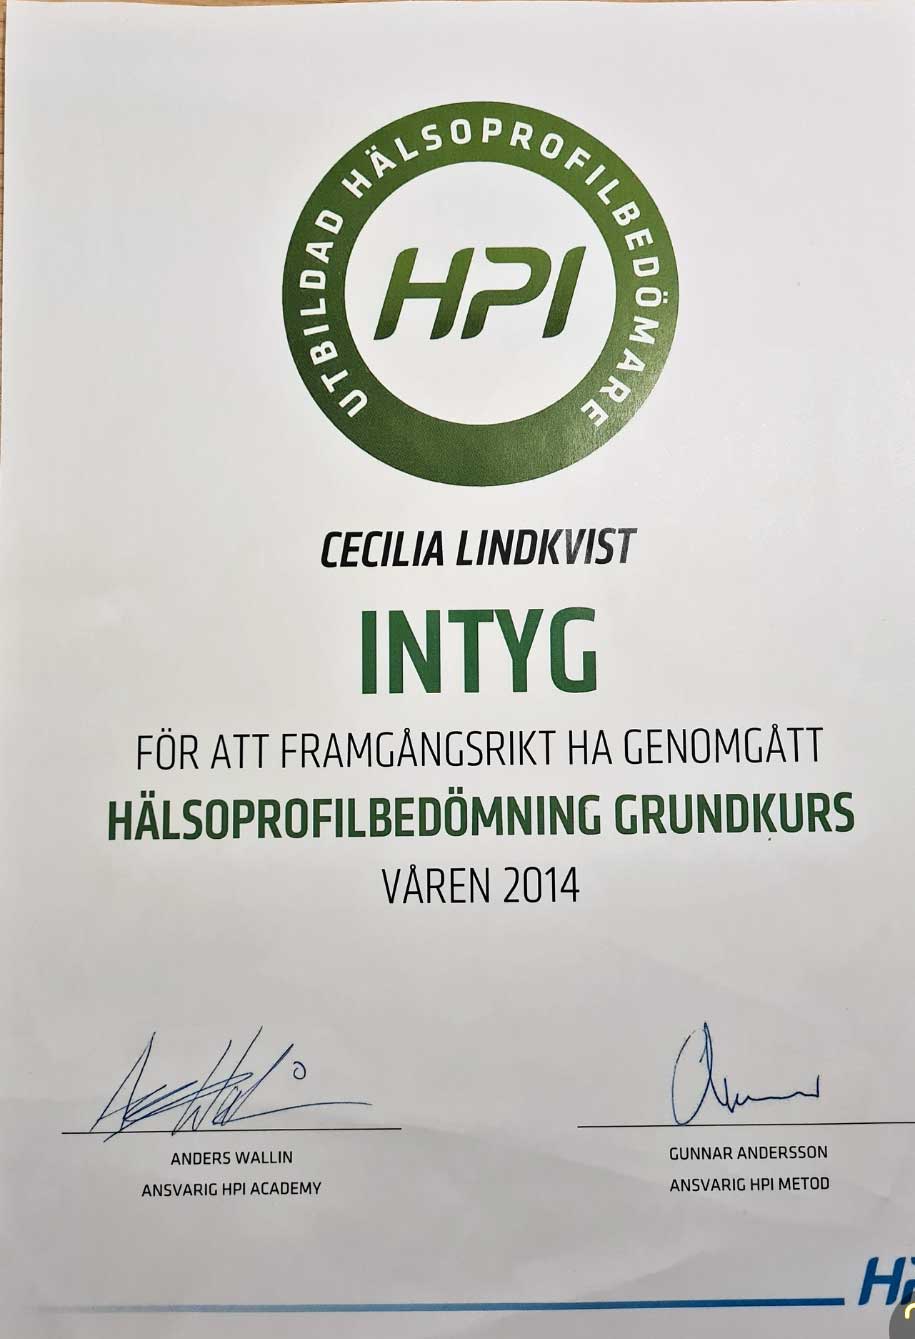 UTBILDAD HÄLSOPROFILBEDÖMARE
HPI
CECILIA LINDKVIST
INTYG
FÖR ATT FRAMGÅNGSRIKT HA GENOMGÅTT
HÄLSOPROFILBEDÖMNING GRUNDKURS
VÅREN 2014
ANDERS WALLIN
ANSVARIG HPI ACADEMY
GUNNAR ANDERSSON
ANSVARIG HPI METOD